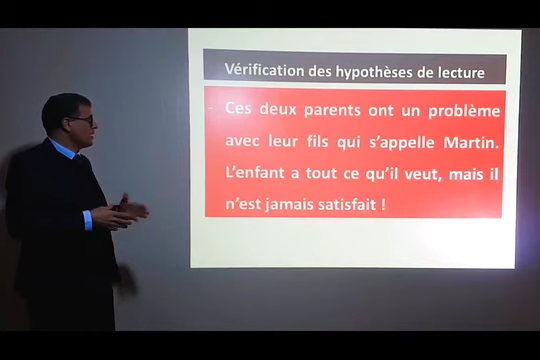 Vérification des hypothèses de lecture
- Ces deux parents ont un problème
avec leur fils qui s'appelle Martin.
L'enfant a tout ce qu'il veut, mais il
n'est jamais satisfait !